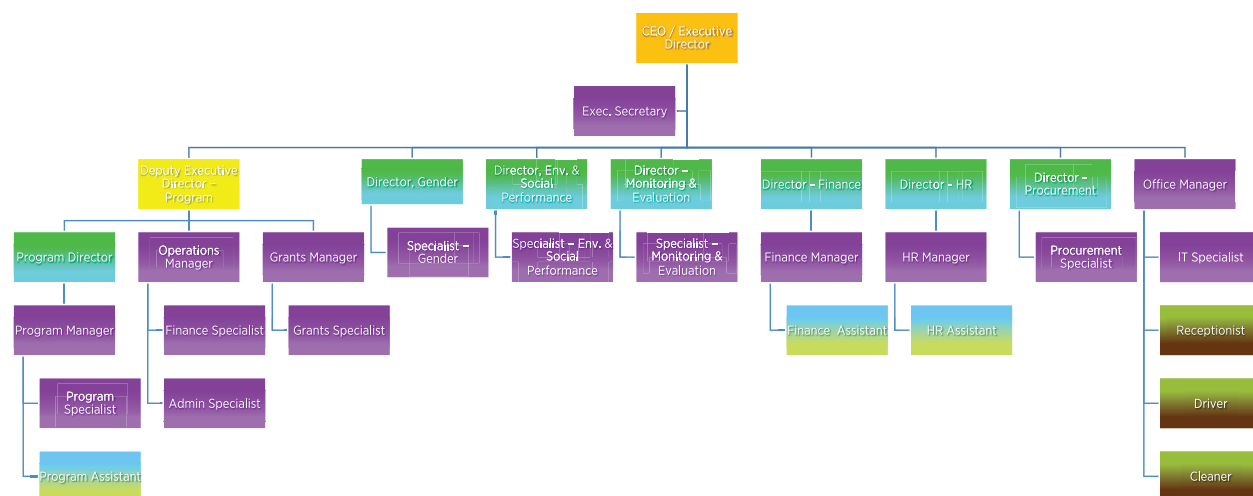 CEO / Executive
Director
Exec. Secretary
Deputy Executive
Director –
Program
Director, Gender
Director, Env. &
Social
Performance
Director –
Monitoring &
Evaluation
Director – Finance
Director - HR
Director –
Procurement
Office Manager
Program Director
Operations
Manager
Grants Manager
Specialist –
Gender
Specialist – Env. &
Social
Performance
Specialist –
Monitoring &
Evaluation
Finance Manager
HR Manager
Procurement
Specialist
IT Specialist
Program Manager
Finance Specialist
Grants Specialist
Finance Assistant
HR Assistant
Receptionist
Program
Specialist
Admin Specialist
Driver
Program Assistant
Cleaner